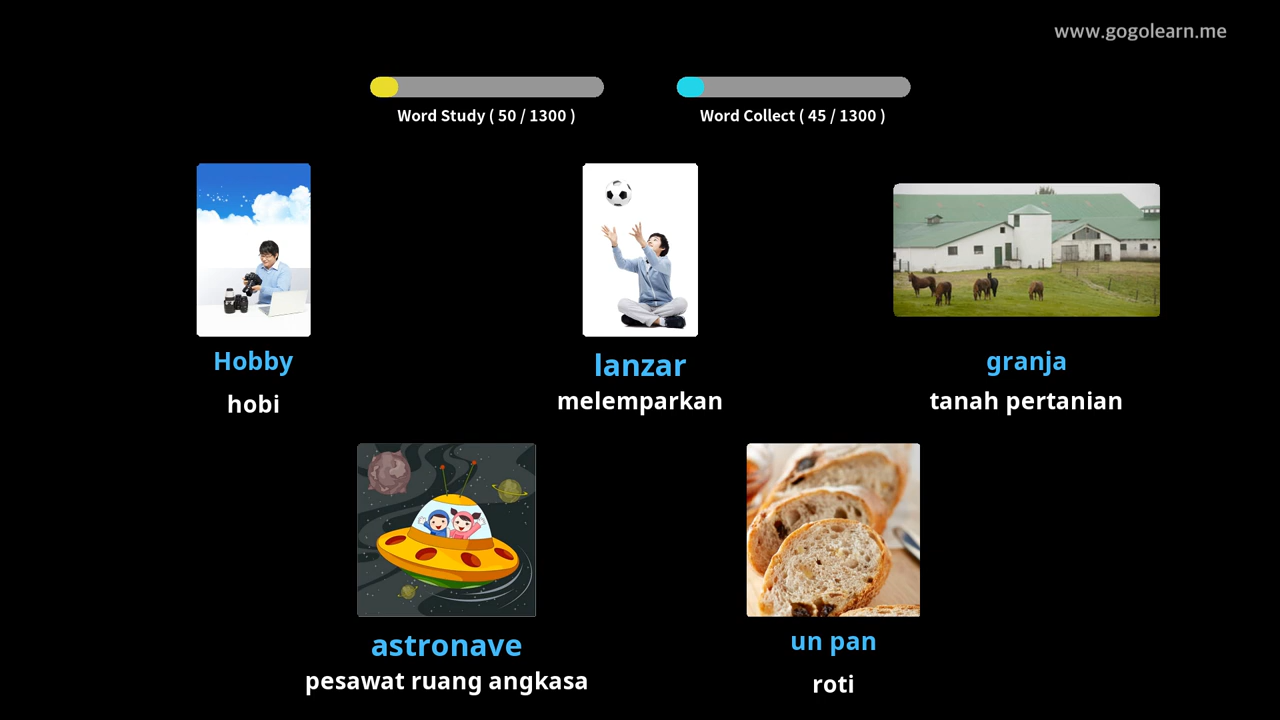 www.gogolearn.me
Word Study ( 50 / 1300 )
Word Collect ( 45 / 1300 )
Hobby
hobi
lanzar
melemparkan
granja
tanah pertanian
astronave
pesawat ruang angkasa
un pan
roti